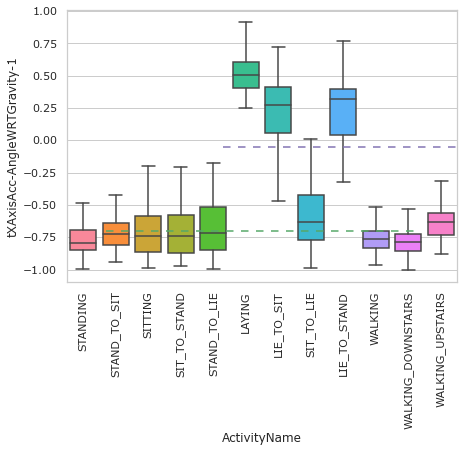 1.00
0.75
0.50
0.25
0.00
−0.25
−0.50
−0.75
−1.00
tXAxisAcc-AngleWRTGravity-1
STANDING
STAND_TO_SIT
SITTING
SIT_TO_STAND
STAND_TO_LIE
LAYING
LIE_TO_SIT
SIT_TO_LIE
LIE_TO_STAND
WALKING
WALKING_DOWNSTAIRS
WALKING_UPSTAIRS
ActivityName